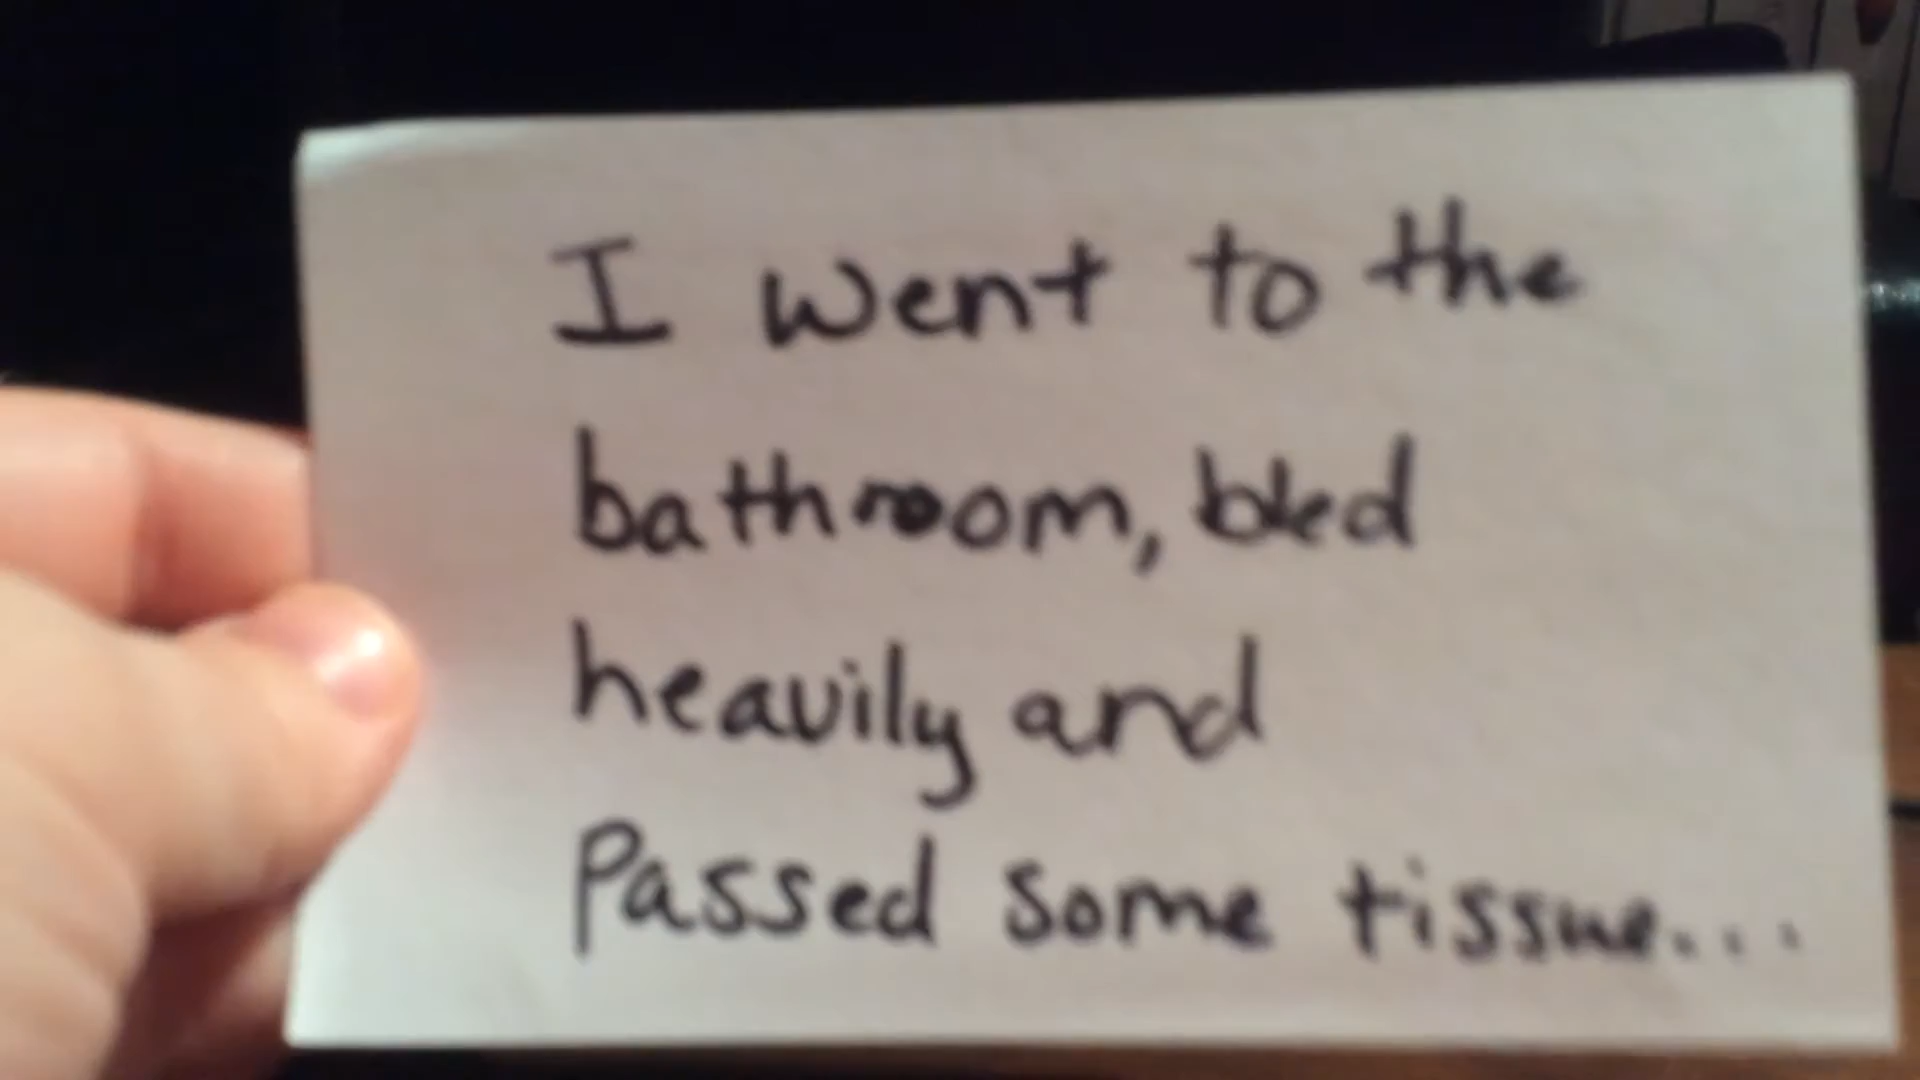 I went to the
bathroom, bled
heavily and
Passed some tissue...